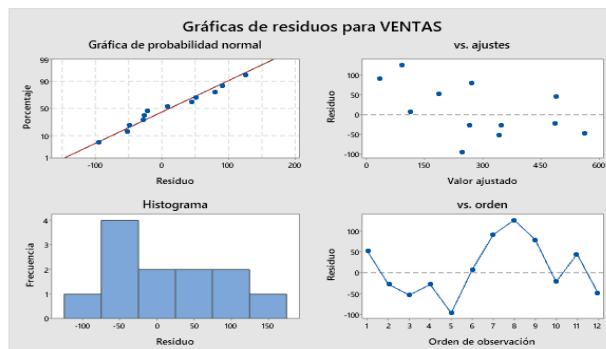 Gráficas de residuos para VENTAS
Gráfica de probabilidad normal
99
90
50
10
1
Porcentaje
-100
0
100
200
Residuo
vs. ajustes
100
50
0
-50
-100
Residuo
0
150
300
450
600
Valor ajustado
Histograma
4
3
2
1
0
Frecuencia
-100
-50
0
50
100
150
Residuo
vs. orden
100
50
0
-50
-100
Residuo
1 2 3 4 5 6 7 8 9 10 11 12
Orden de observación